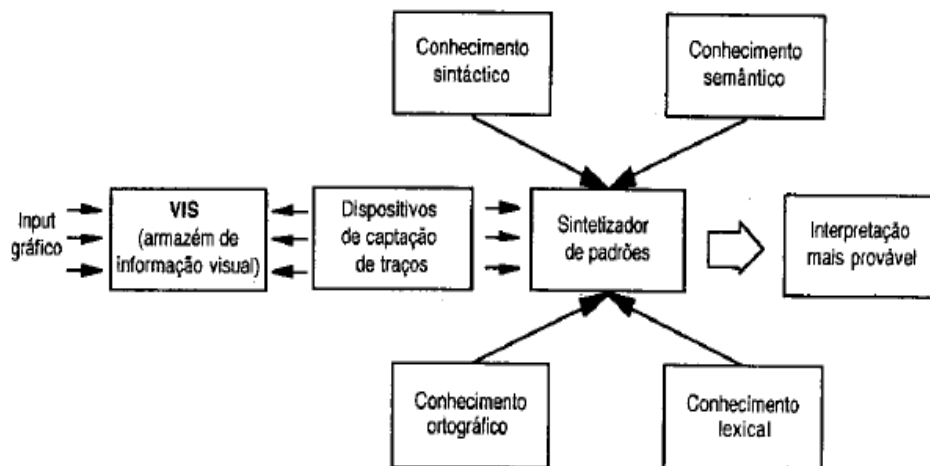 Conhecimento
sintáctico
Conhecimento
semântico
Input
gráfico
VIS
(armazém de
informação visual)
Dispositivos
de captação
de traços
Sintetizador
de padrões
Interpretação
mais provável
Conhecimento
ortográfico
Conhecimento
lexical